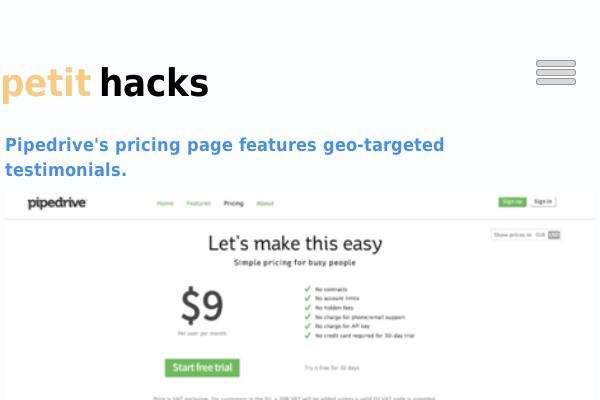 petit hacks
Pipedrive's pricing page features geo-targeted
testimonials.
pipedrive Home Features Pricing About Sign up Sign in
Let's make this easy
Show prices in
Simple pricing for busy people
$9
Per user per month
No contracts
No account limits
No hidden fees
No charge for phone/email support
No charge for API key
No credit card required for 30-day trial
Start free trial
Try it free for 30 days